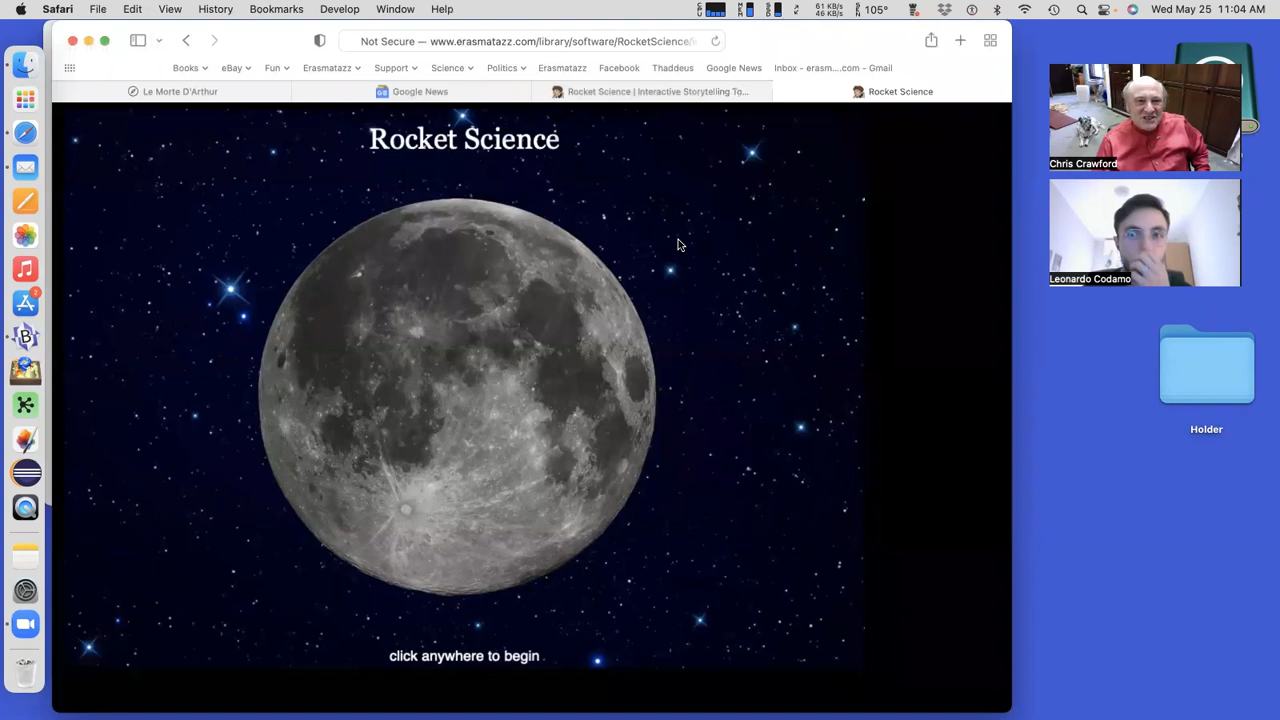 Safari File Edit View History Bookmarks Develop Window Help 61 KB/s 46 KB/s 105° Wed May 25 11:04 AM
Not Secure — www.erasmatazz.com/library/software/RocketScience/
Books eBay Fun Erasmatazz Support Science Politics Erasmatazz Facebook Thaddeus Google News Inbox - erasm....com - Gmail
Le Morte D'Arthur Google News Rocket Science | Interactive Storytelling To... Rocket Science
Rocket Science
Chris Crawford
Leonardo Codamo
2
Holder
click anywhere to begin